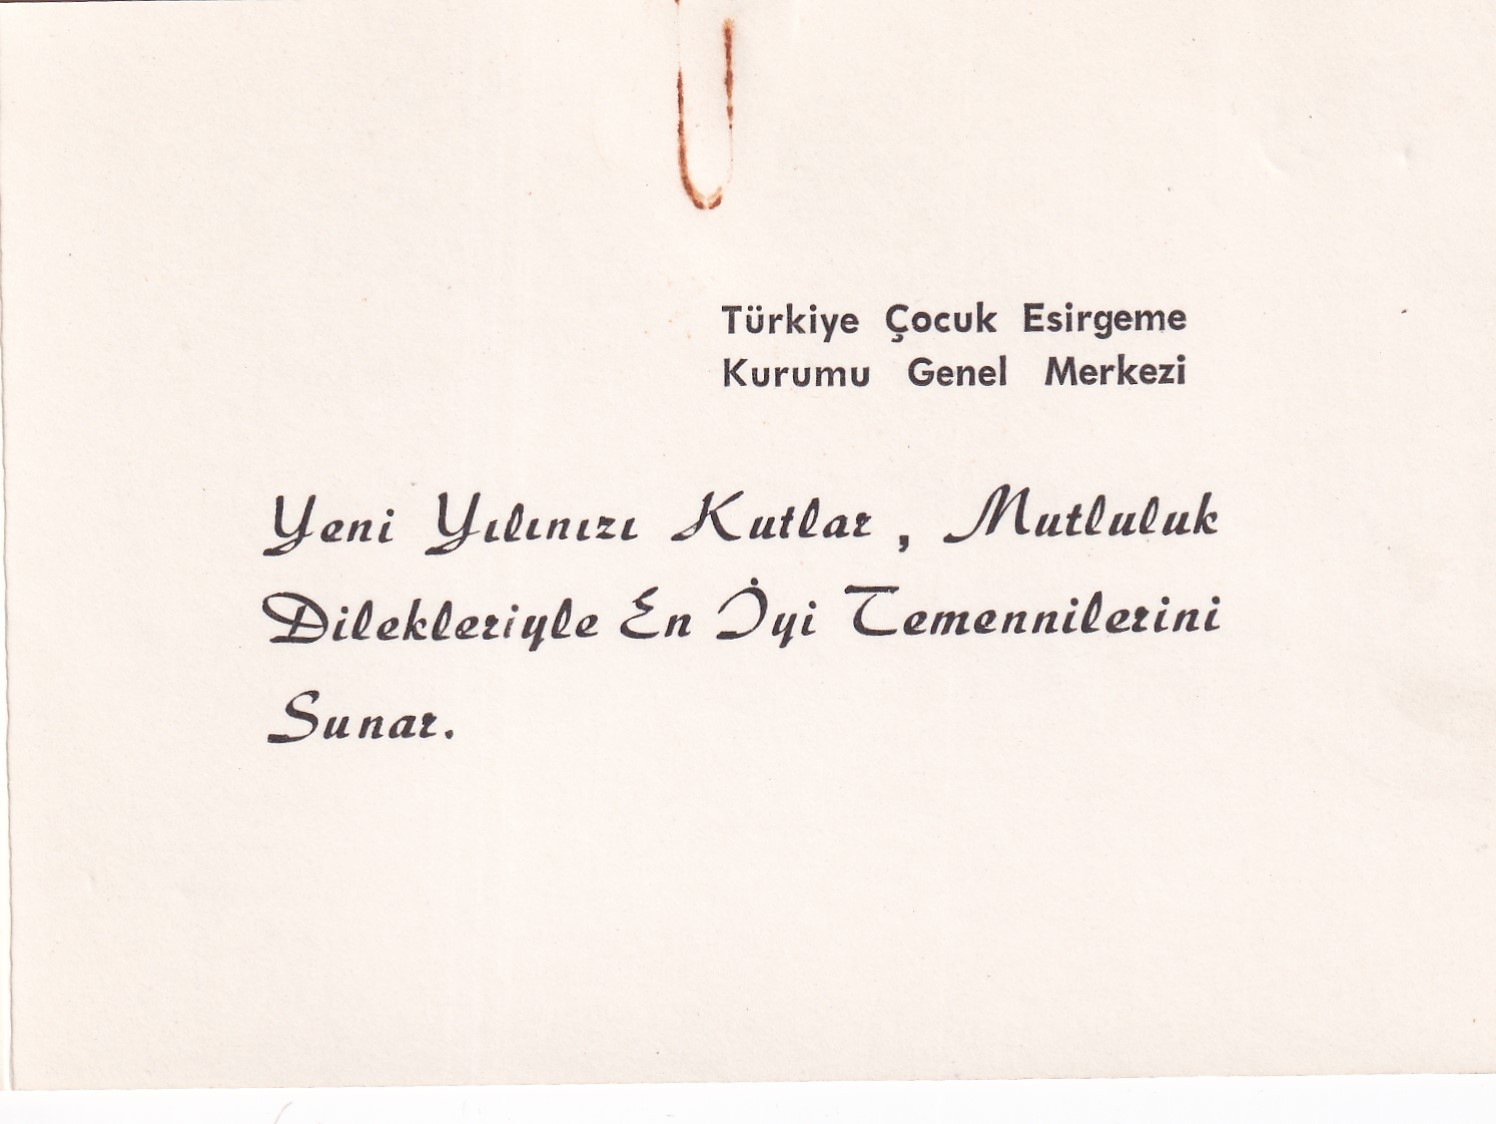 Türkiye Çocuk Esirgeme
Kurumu Genel Merkezi
Yeni Yılınızı Kutlar , Mutluluk
Dilekleriyle En İyi Temennilerini
Sunar.